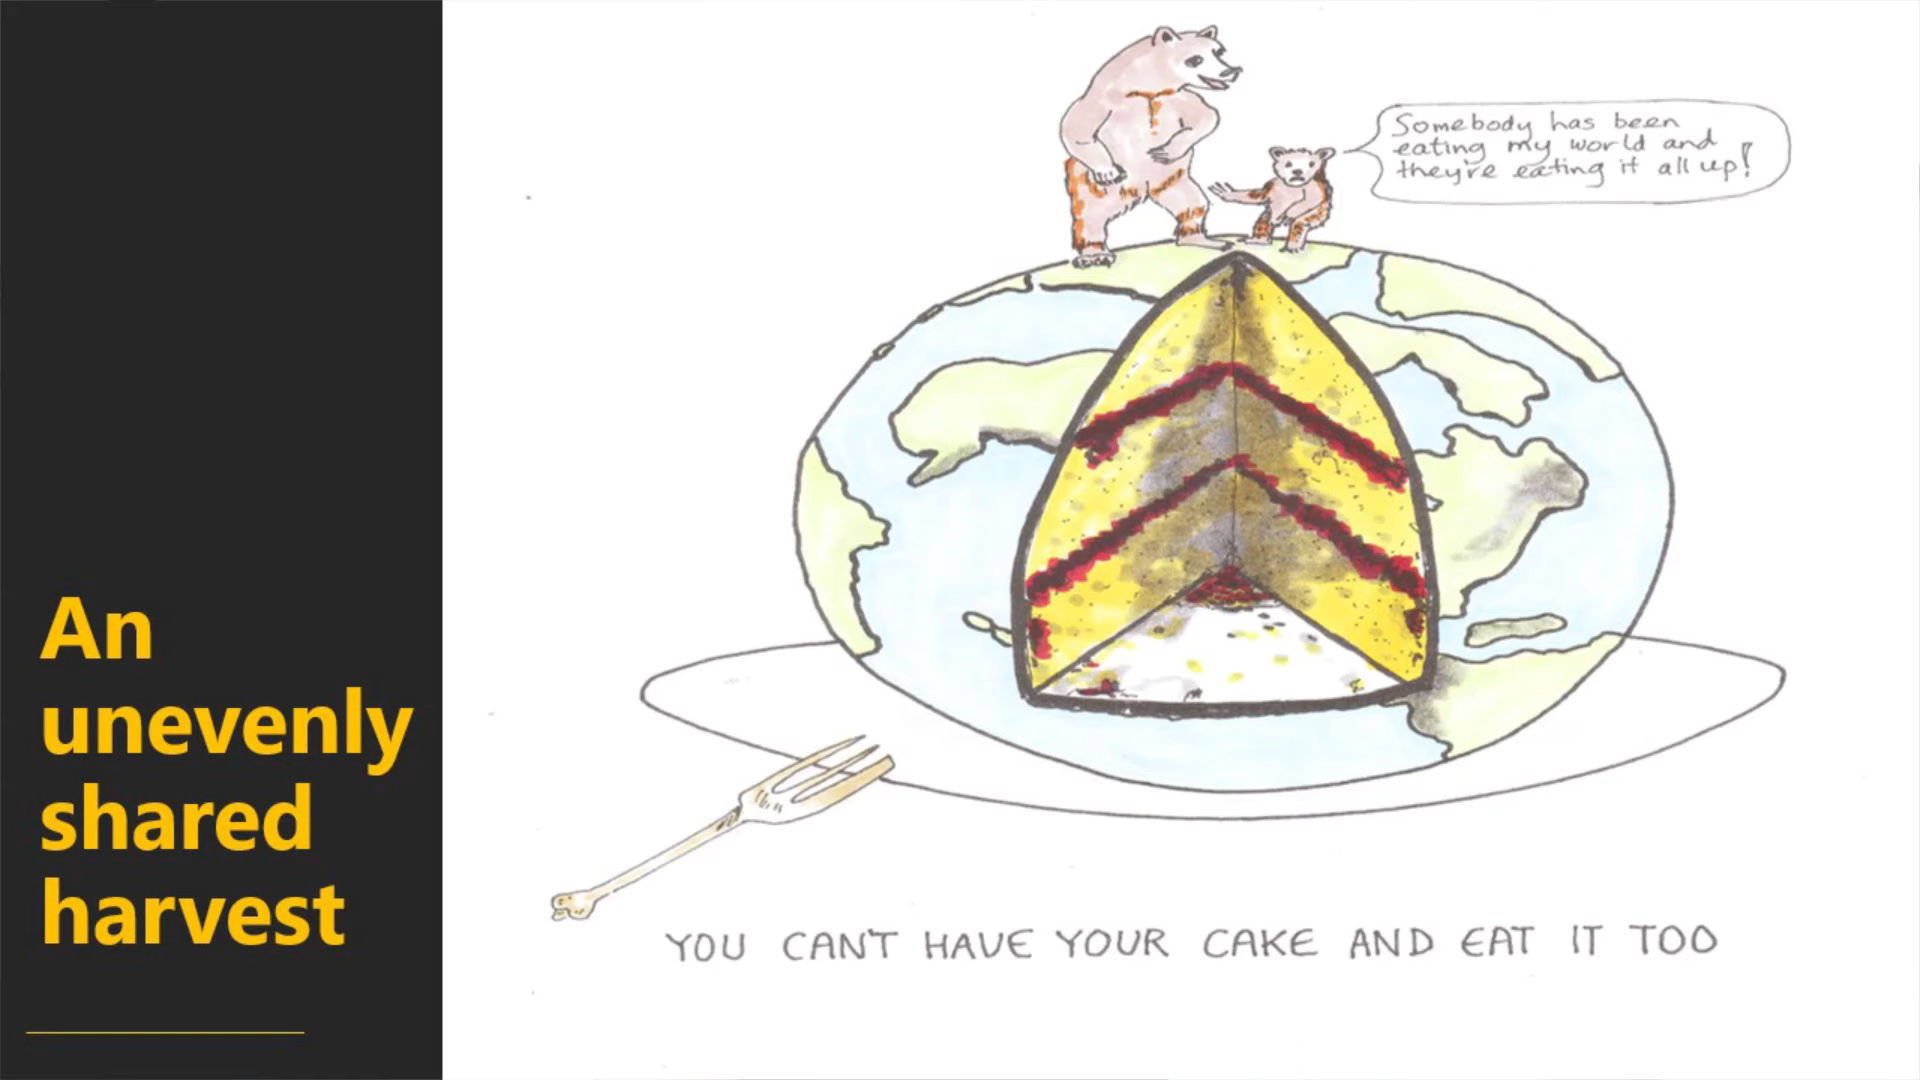 An
unevenly
shared
harvest
Somebody has been
eating my world and
they're eating it all up!
YOU CAN'T HAVE YOUR CAKE AND EAT IT TOO